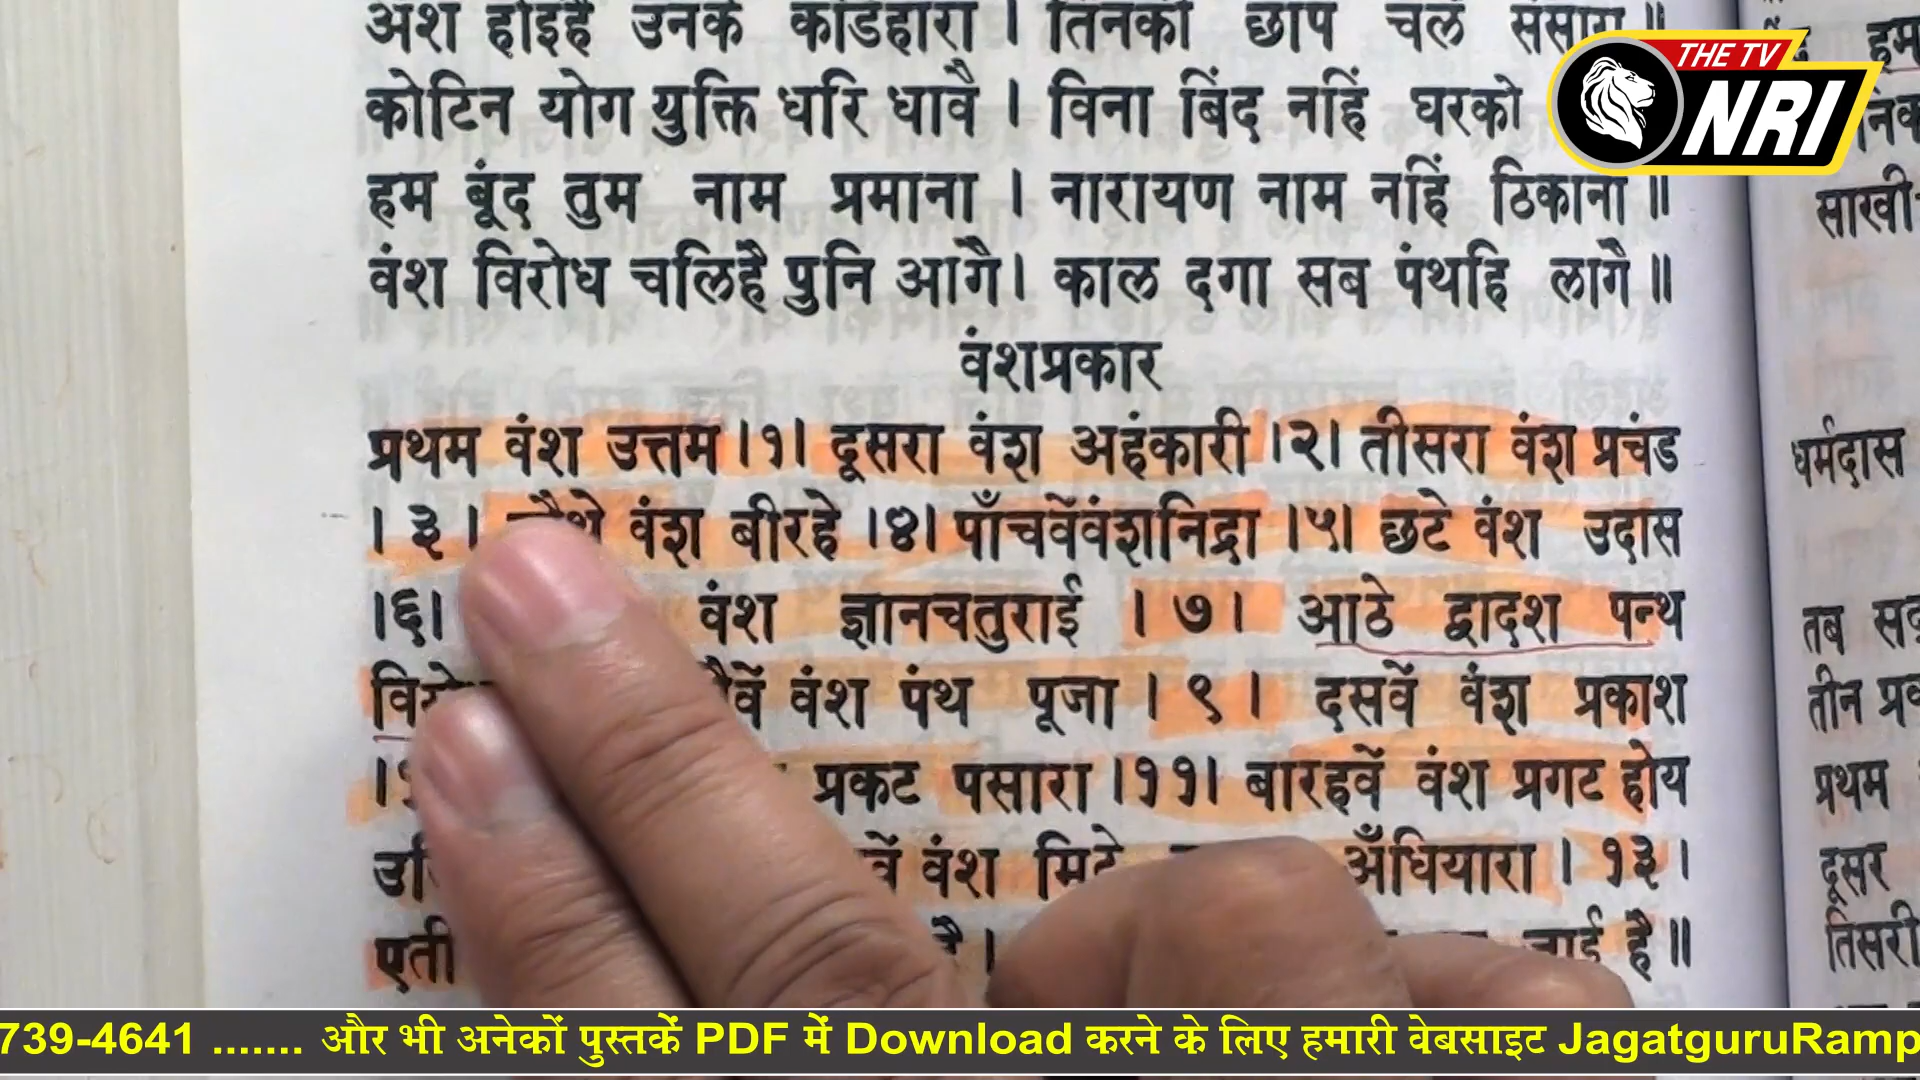 अंश होइहै उनके कडिहारा । तिनकी छाप चले संसारा ॥
कोटिन योग युक्ति धरि धावै । विना बिंद नहिं घरको
हम बूंद तुम नाम प्रमाना । नारायण नाम नहिं ठिकाना ॥
वंश विरोध चलिहै पुनि आगै। काल दगा सब पंथहि लागै ॥
वंशप्रकार
प्रथम वंश उत्तम ।१। दूसरा वंश अहंकारी ।२। तीसरा वंश प्रचंड
। ३ । वंश बीरहे ।४। पाँचवेंवंशनिद्रा ।५। छटे वंश उदास
।६। वंश ज्ञानचतुराई । ७ । आठे द्वादश पन्थ
वंश पंथ पूजा । ९ । दसवें वंश प्रकाश
प्रकट पसारा ।११। बारहवें वंश प्रगट होय
वंश अँधियारा । १३ ।
एती है ॥
हम
साखी
धर्मदास
तब
तीन
प्रथम
दूसर
तिसरी
THE TV
NRI
739-4641 ....... और भी अनेकों पुस्तकें PDF में Download करने के लिए हमारी वेबसाइट JagatguruRamp